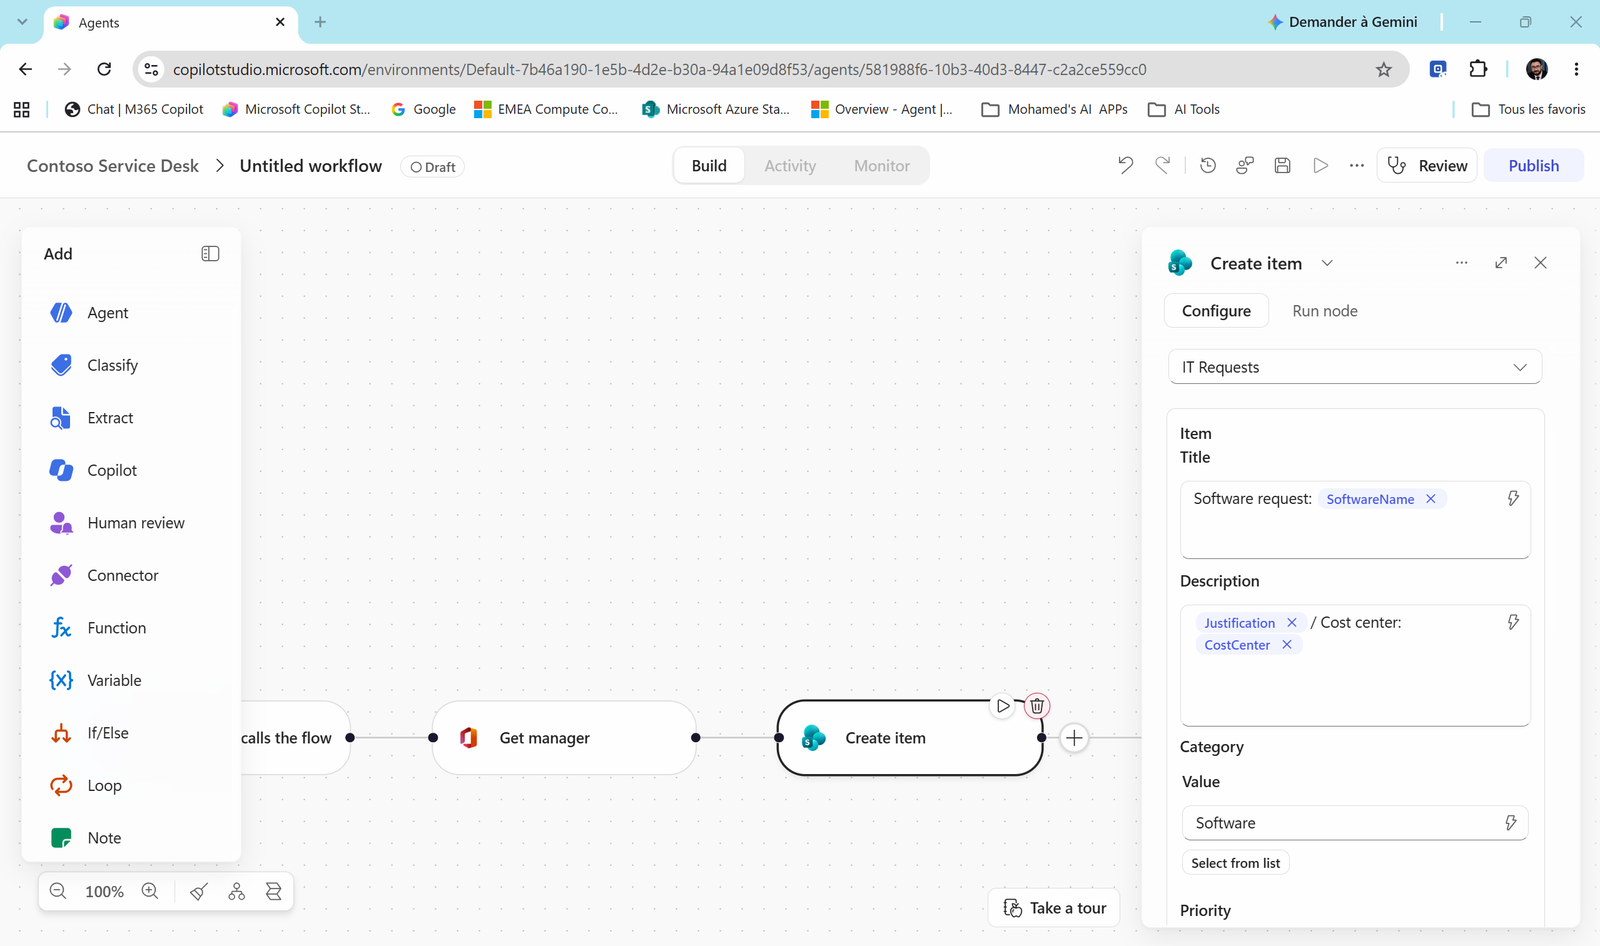 Agents
Demander à Gemini
copilotstudio.microsoft.com/environments/Default-7b46a190-1e5b-4d2e-b30a-94a1e09d8f53/agents/581988f6-10b3-40d3-8447-c2a2ce559cc0
Chat | M365 Copilot
Microsoft Copilot St...
Google
EMEA Compute Co...
Microsoft Azure Sta...
Overview - Agent |...
Mohamed's AI APPs
AI Tools
Tous les favoris
Contoso Service Desk
Untitled workflow
Draft
Build
Activity
Monitor
Review
Publish
Add
Agent
Classify
Extract
Copilot
Human review
Connector
Function
Variable
If/Else
Loop
Note
100%
calls the flow
Get manager
Create item
Take a tour
Create item
Configure
Run node
IT Requests
Item
Title
Software request: SoftwareName
Description
Justification / Cost center:
CostCenter
Category
Value
Software
Select from list
Priority